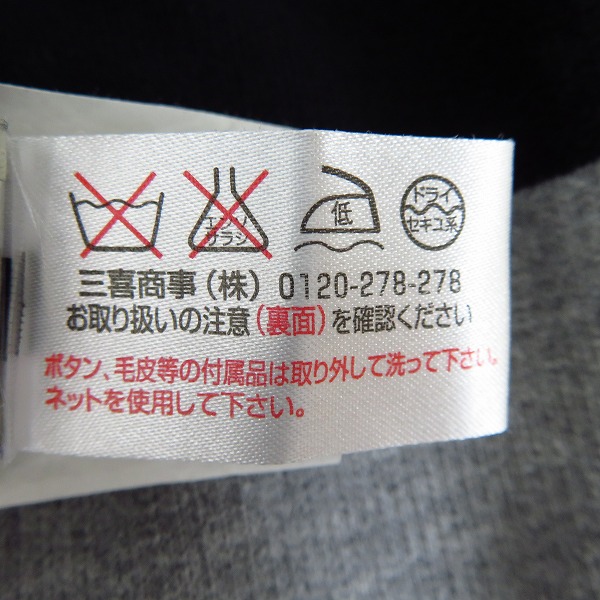 エンソ
サラシ
低
ドライ
セキユ系
三喜商事(株) 0120-278-278
お取り扱いの注意(裏面)を確認ください
ボタン、毛皮等の付属品は取り外して洗って下さい。
ネットを使用して下さい。